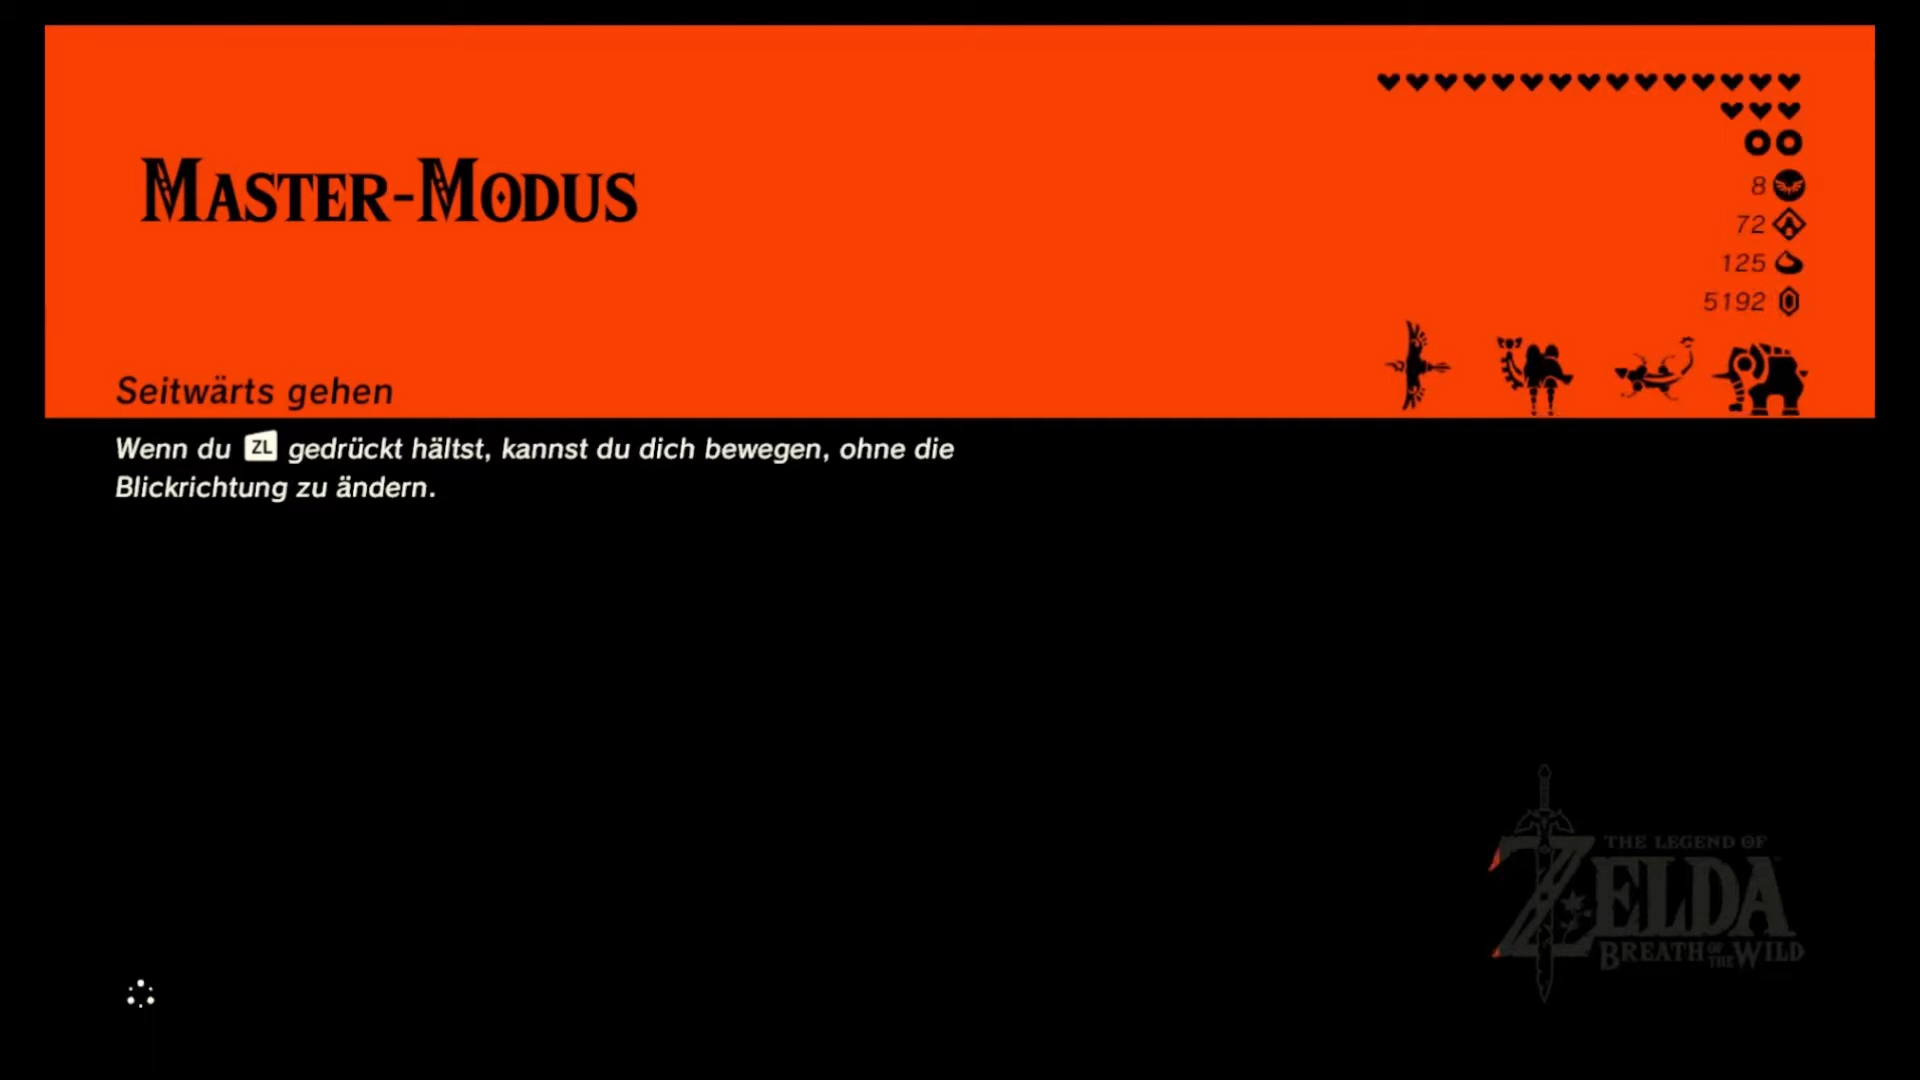 Master-Modus
8
72
125
5192
Seitwärts gehen
Wenn du ZL gedrückt hältst, kannst du dich bewegen, ohne die
Blickrichtung zu ändern.
THE LEGEND OF
ZELDA
BREATH OF THE WILD